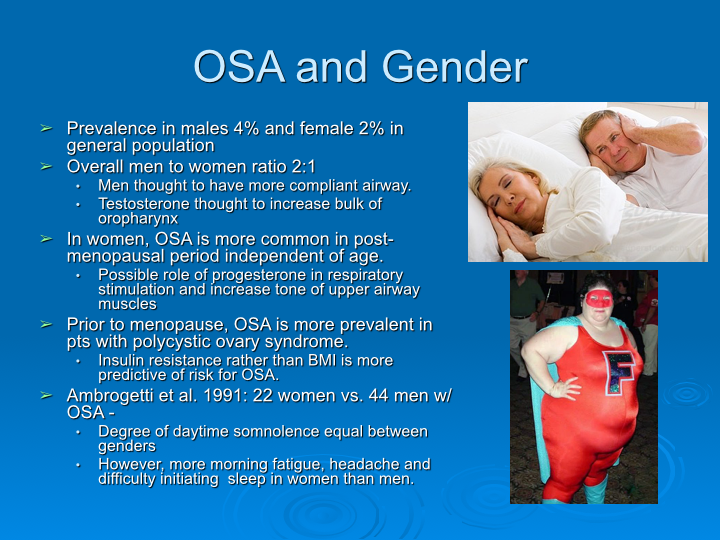 OSA and Gender
Prevalence in males 4% and female 2% in
general population
Overall men to women ratio 2:1
Men thought to have more compliant airway.
Testosterone thought to increase bulk of
oropharynx
In women, OSA is more common in post-
menopausal period independent of age.
Possible role of progesterone in respiratory
stimulation and increase tone of upper airway
muscles
Prior to menopause, OSA is more prevalent in
pts with polycystic ovary syndrome.
Insulin resistance rather than BMI is more
predictive of risk for OSA.
Ambrogetti et al. 1991: 22 women vs. 44 men w/
OSA -
Degree of daytime somnolence equal between
genders
However, more morning fatigue, headache and
difficulty initiating  sleep in women than men.
F